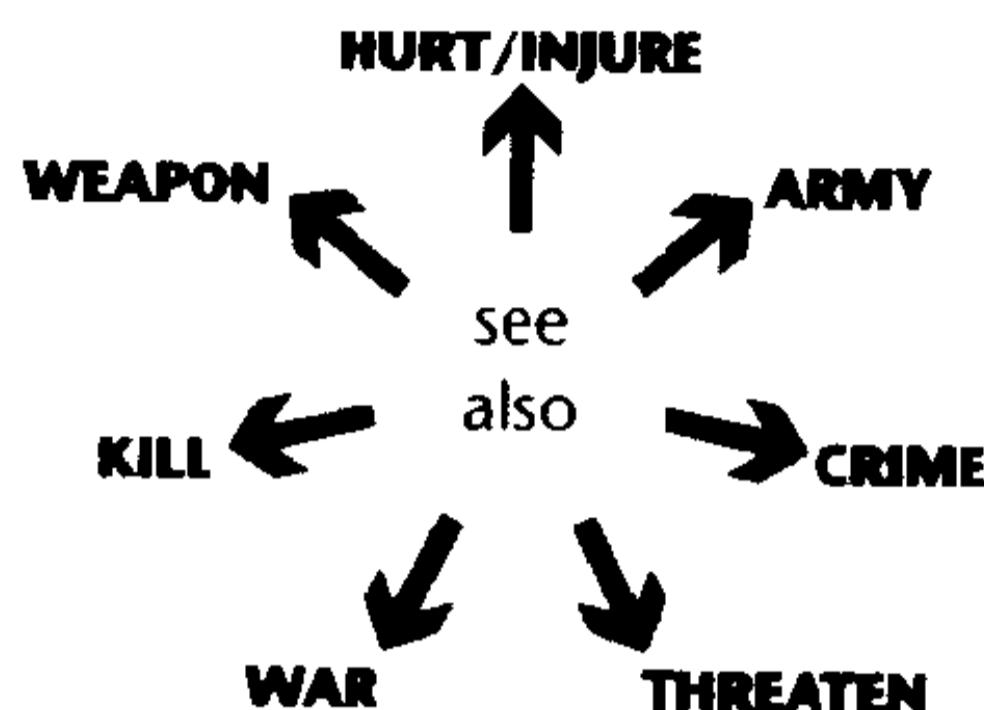 HURT/INJURE
WEAPON
ARMY
see
also
KILL
CRIME
WAR
THREATEN